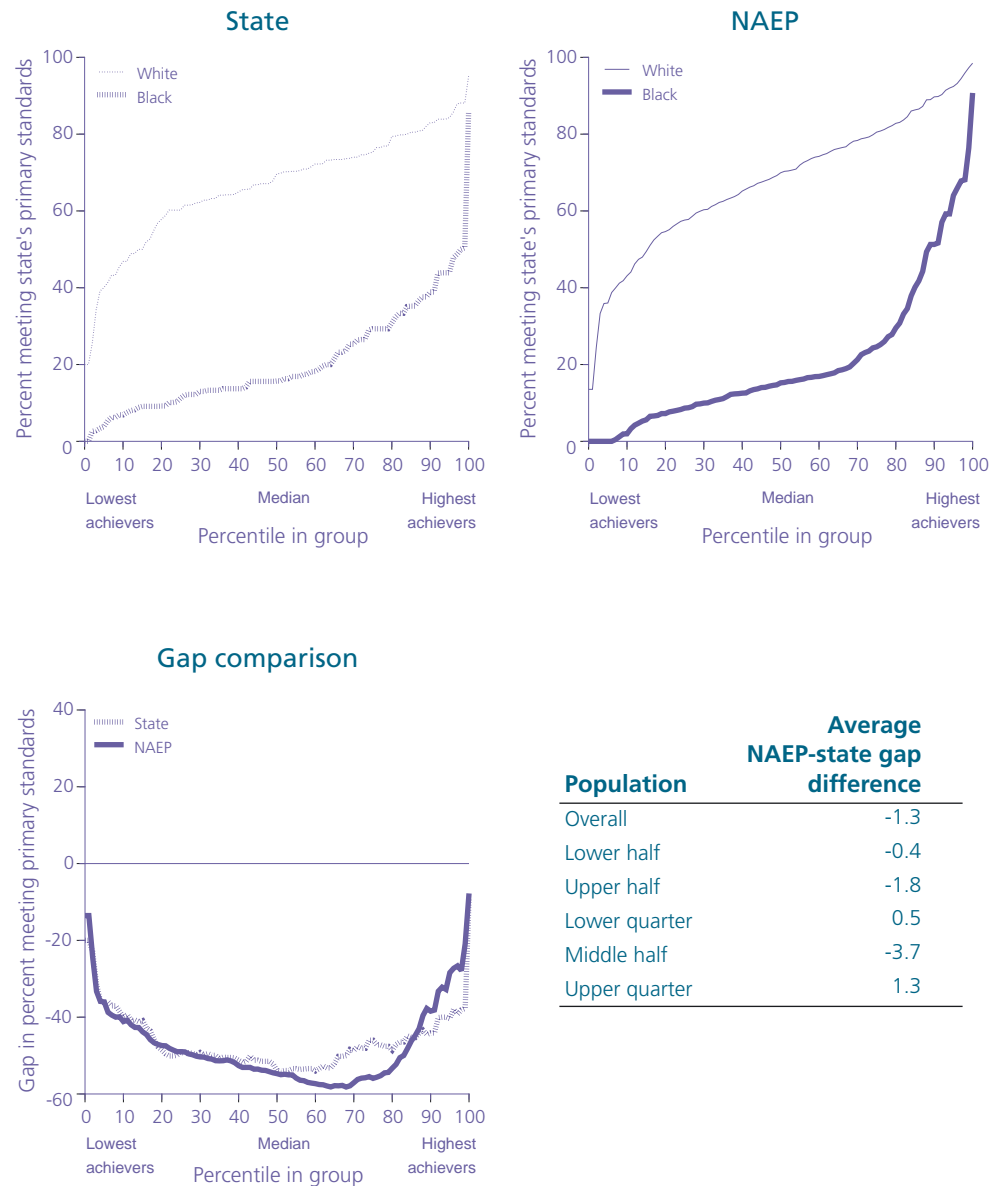 State
Percent meeting state's primary standards
100
80
60
40
20
0
White
Black
0 10 20 30 40 50 60 70 80 90 100
Lowest achievers
Median
Highest achievers
Percentile in group
NAEP
Percent meeting state's primary standards
100
80
60
40
20
0
White
Black
0 10 20 30 40 50 60 70 80 90 100
Lowest achievers
Median
Highest achievers
Percentile in group
Gap comparison
Gap in percent meeting primary standards
40
20
0
-20
-40
-60
State
NAEP
0 10 20 30 40 50 60 70 80 90 100
Lowest achievers
Median
Highest achievers
Percentile in group
Average
NAEP-state gap
Population difference
Overall -1.3
Lower half -0.4
Upper half -1.8
Lower quarter 0.5
Middle half -3.7
Upper quarter 1.3